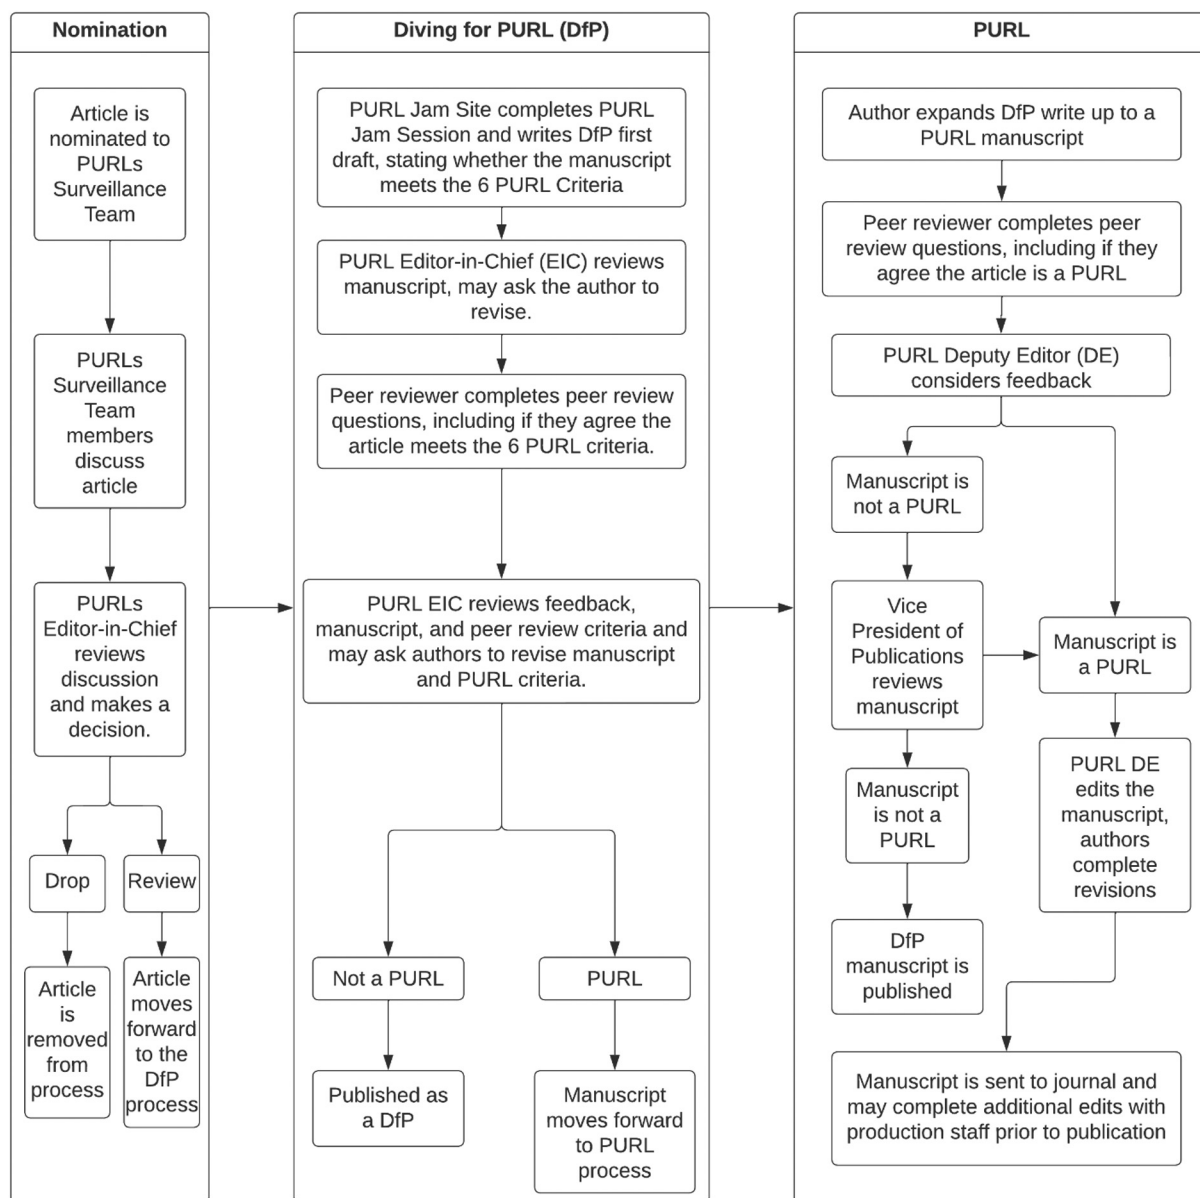 Nomination
Article is
nominated to
PURLs
Surveillance
Team
PURLs
Surveillance
Team
members
discuss
article
PURLs
Editor-in-Chief
reviews
discussion
and makes a
decision.
Drop
Review
Article
is
removed
from
process
Article
moves
forward
to the
DfP
process
Diving for PURL (DfP)
PURL Jam Site completes PURL
Jam Session and writes DfP first
draft, stating whether the manuscript
meets the 6 PURL Criteria
PURL Editor-in-Chief (EIC) reviews
manuscript, may ask the author to
revise.
Peer reviewer completes peer review
questions, including if they agree the
article meets the 6 PURL criteria.
PURL EIC reviews feedback,
manuscript, and peer review criteria and
may ask authors to revise manuscript
and PURL criteria.
Not a PURL
PURL
Published as
a DfP
Manuscript
moves forward
to PURL
process
PURL
Author expands DfP write up to a
PURL manuscript
Peer reviewer completes peer
review questions, including if they
agree the article is a PURL
PURL Deputy Editor (DE)
considers feedback
Manuscript is
not a PURL
Vice
President of
Publications
reviews
manuscript
Manuscript is
a PURL
Manuscript
is not a
PURL
PURL DE
edits the
manuscript,
authors
complete
revisions
DfP
manuscript is
published
Manuscript is sent to journal and
may complete additional edits with
production staff prior to publication